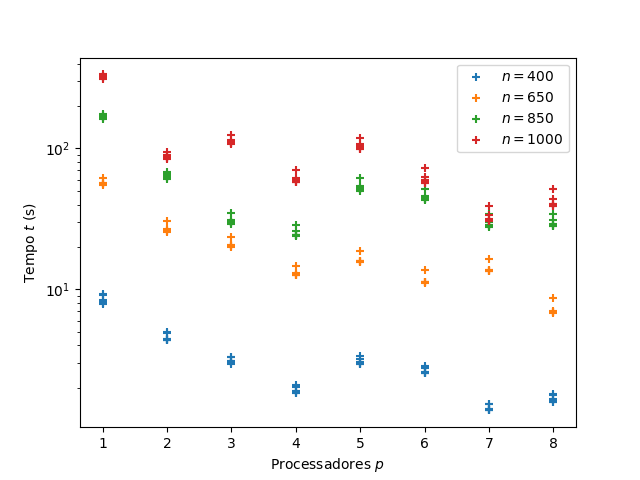 n = 400
n = 650
n = 850
n = 1000
10²
10¹
Tempo t (s)
1 2 3 4 5 6 7 8
Processadores p